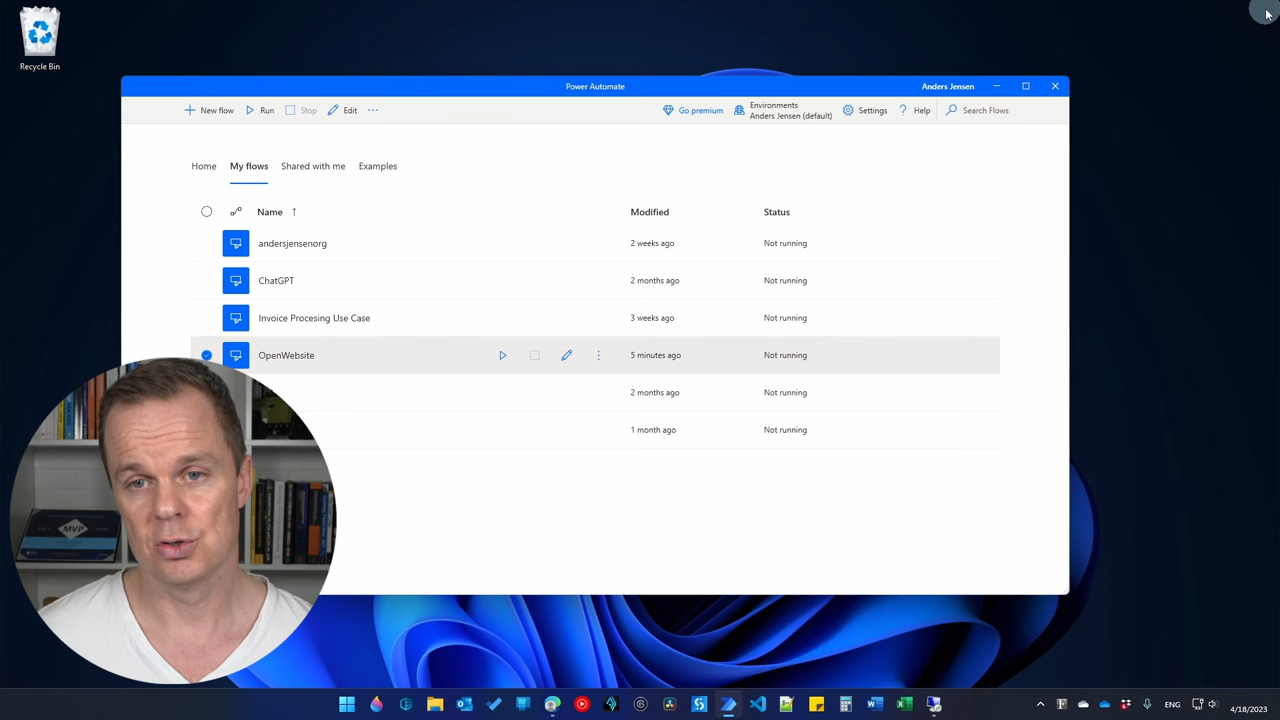 Recycle Bin
Power Automate
Anders Jensen
New flow
Run
Stop
Edit
Go premium
Environments
Anders Jensen (default)
Settings
Help
Search Flows
Home
My flows
Shared with me
Examples
Name ↑
Modified
Status
andersjensenorg
2 weeks ago
Not running
ChatGPT
2 months ago
Not running
Invoice Procesing Use Case
3 weeks ago
Not running
OpenWebsite
5 minutes ago
Not running
2 months ago
Not running
1 month ago
Not running
MVP
ENG
4/18/2023